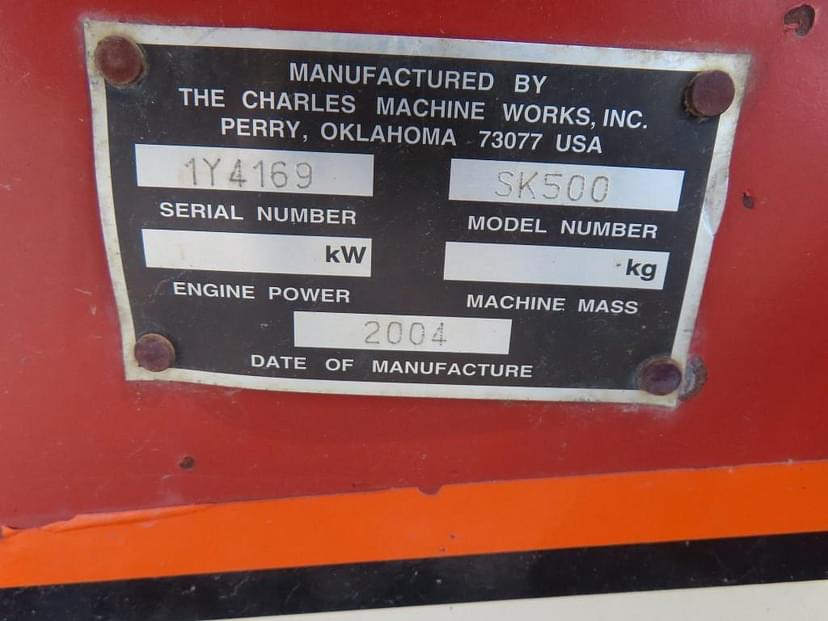 MANUFACTURED BY
THE CHARLES MACHINE WORKS, INC.
PERRY, OKLAHOMA 73077 USA
1Y4169 SK500
SERIAL NUMBER MODEL NUMBER
kW kg
ENGINE POWER MACHINE MASS
2004
DATE OF MANUFACTURE